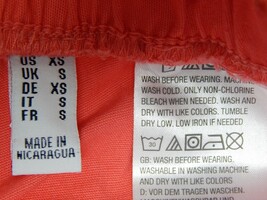 US XS
UK S
DE XS
IT S
FR S
MADE IN
NICARAGUA
WASH BEFORE WEARING. MACHINE
WASH COLD. ONLY NON-CHLORINE
BLEACH WHEN NEEDED. WASH AND
DRY WITH LIKE COLORS. TUMBLE
DRY LOW. LOW IRON IF NEEDED
30
GB: WASH BEFORE WEARING.
WASHABLE IN WASHING MACHINE
AND DRY WITH LIKE COLORS
D: VOR DEM TRAGEN WASCHEN.